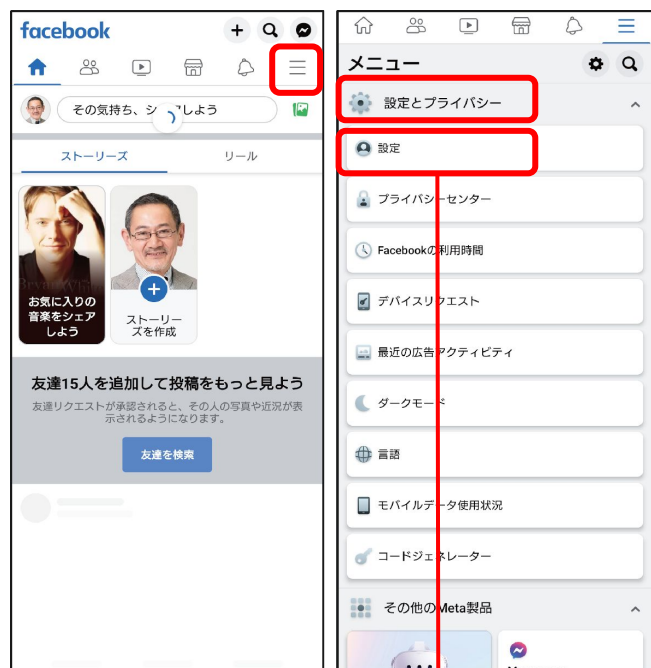 facebook
その気持ち、シェアしよう
ストーリーズ
リール
お気に入りの
音楽をシェア
しよう
ストーリー
ズを作成
友達15人を追加して投稿をもっと見よう
友達リクエストが承認されると、その人の写真や近況が表
示されるようになります。
友達を検索
メニュー
設定とプライバシー
設定
プライバシーセンター
Facebookの利用時間
デバイスリクエスト
最近の広告アクティビティ
ダークモード
言語
モバイルデータ使用状況
コードジェネレーター
その他のMeta製品